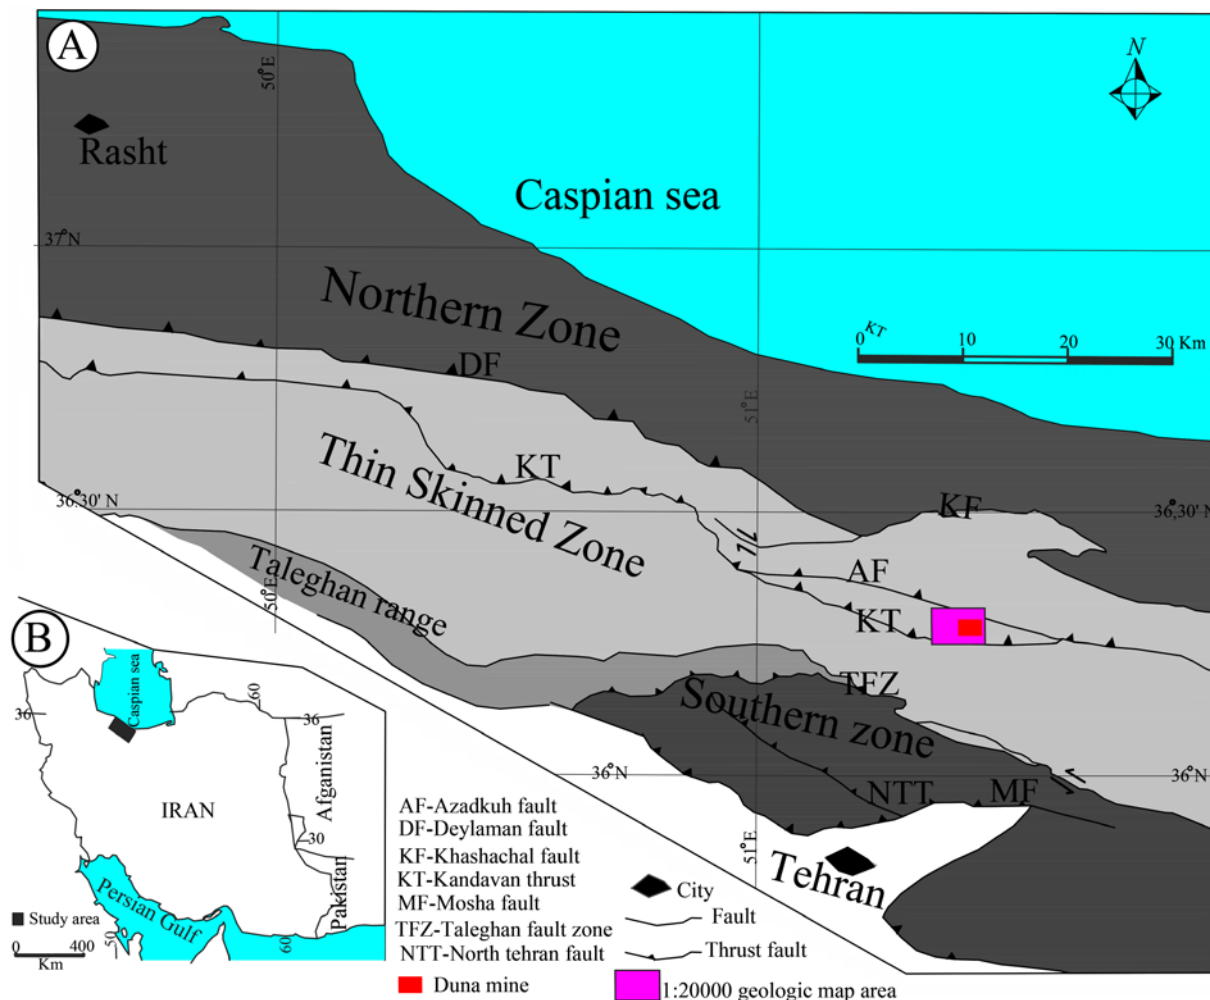 A
N
50°E
Rasht
Caspian sea
37°N
Northern Zone
KT
0 10 20 30 Km
DF
51°E
Thin Skinned Zone
KT
36°,30' N
KF
36°,30' N
Taleghan range
AF
50°E
KT
B
TFZ
Southern zone
Caspian sea
60
36
36
Afganistan
36°N
36°N
NTT
MF
IRAN
30
51°E
Tehran
Pakistan
Persian Gulf
Study area
0 400
Km
50
60
AF-Azadkuh fault
DF-Deylaman fault
KF-Khashachal fault
KT-Kandavan thrust
MF-Mosha fault
TFZ-Taleghan fault zone
NTT-North tehran fault
City
Fault
Thrust fault
Duna mine
1:20000 geologic map area